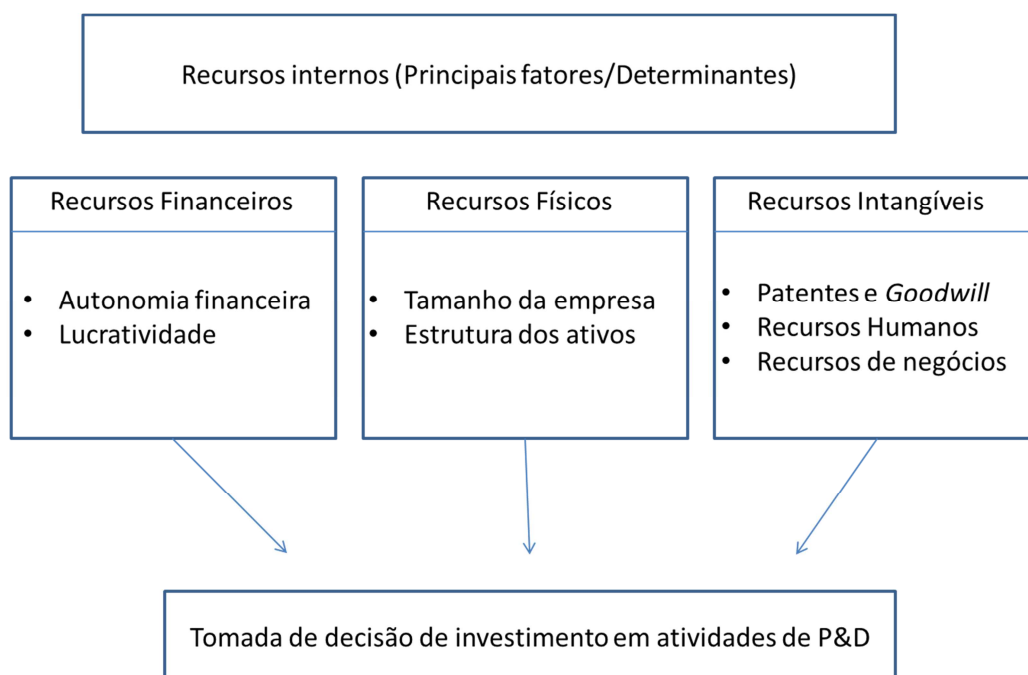 Recursos internos (Principais fatores/Determinantes)
Recursos Financeiros
• Autonomia financeira
• Lucratividade
Recursos Físicos
• Tamanho da empresa
• Estrutura dos ativos
Recursos Intangíveis
• Patentes e Goodwill
• Recursos Humanos
• Recursos de negócios
Tomada de decisão de investimento em atividades de P&D